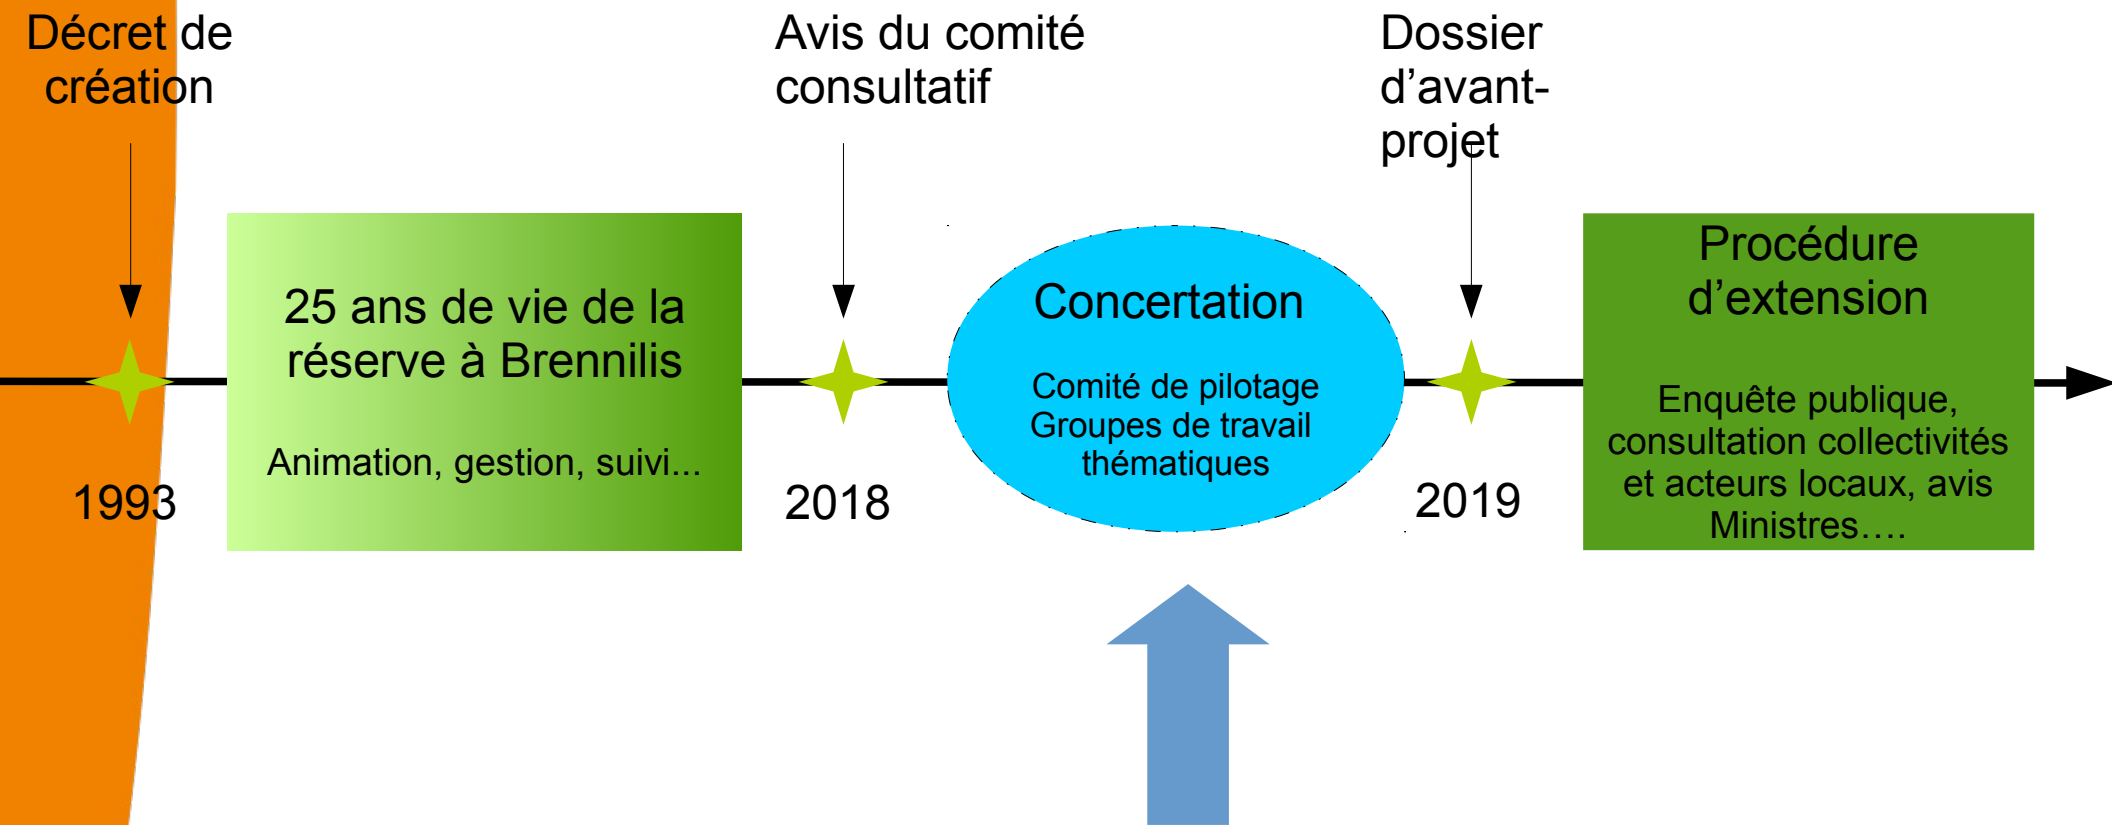 Décret de
création
Avis du comité
consultatif
Dossier
d’avant-
projet
25 ans de vie de la
réserve à Brennilis
Animation, gestion, suivi...
Concertation
Comité de pilotage
Groupes de travail
thématiques
Procédure
d’extension
Enquête publique,
consultation collectivités
et acteurs locaux, avis
Ministres….
1993
2018
2019